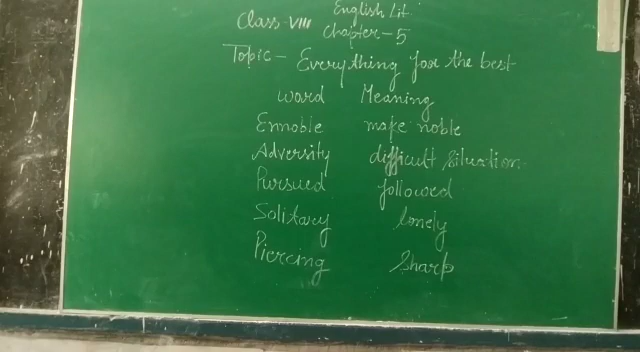 English Lit
Class-VIII Chapter-5
Topic- Everything for the best
word Meaning
Ennoble make noble
Adversity difficult situation
Pursued followed
Solitary lonely
Piercing Sharp